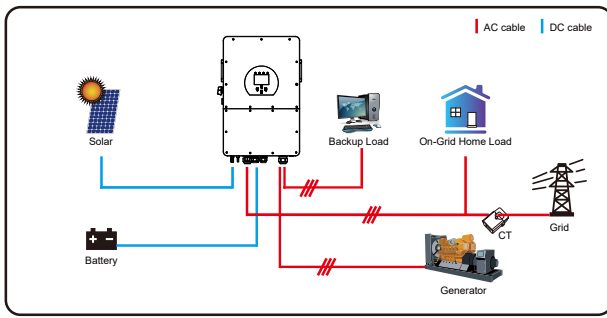 AC cable
DC cable
Solar
Backup Load
On-Grid Home Load
CT
Grid
Battery
Generator